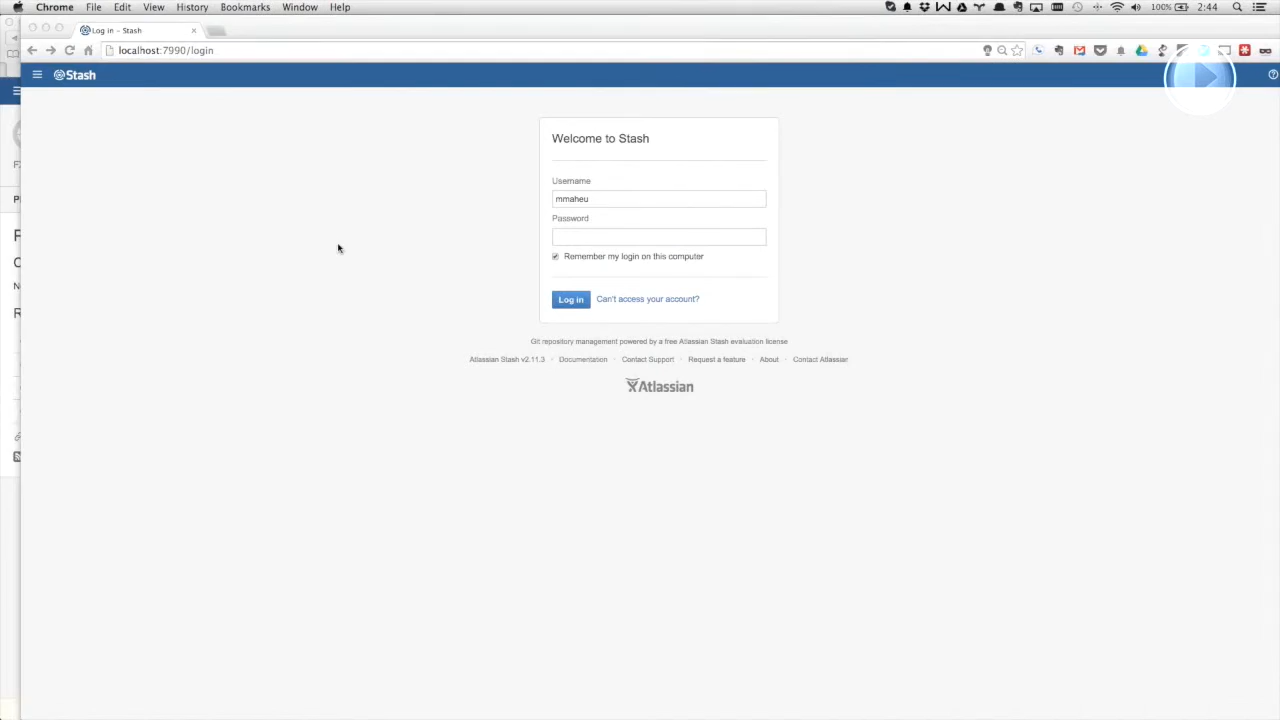 Chrome File Edit View History Bookmarks Window Help 100% 2:44
Log in - Stash
localhost:7990/login
Stash
Welcome to Stash
Username
mmaheu
Password
Remember my login on this computer
Log in Can't access your account?
Git repository management powered by a free Atlassian Stash evaluation license
Atlassian Stash v2.11.3 · Documentation · Contact Support · Request a feature · About · Contact Atlassian
Atlassian